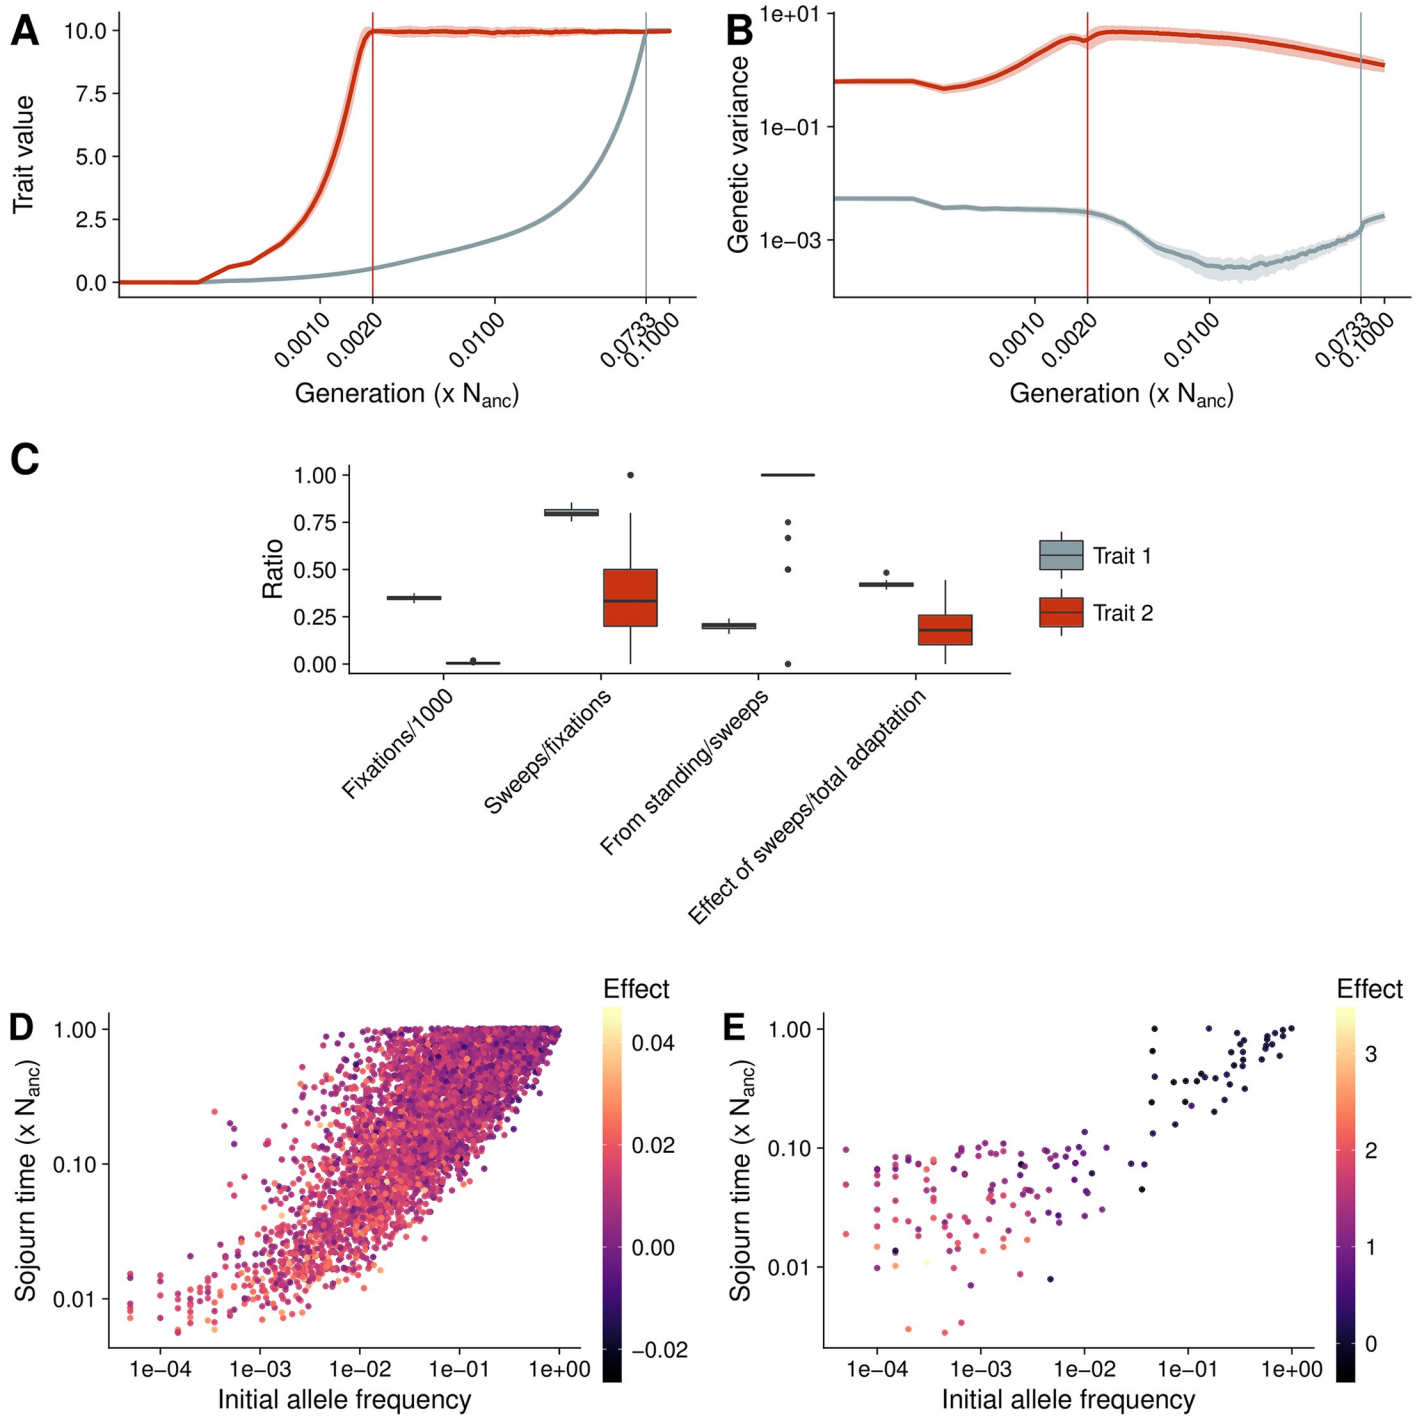 A
10.0
7.5
5.0
2.5
0.0
Trait value
0.0010
0.0020
0.0100
0.0733
0.1000
Generation (x Nanc)
B
1e+01
1e−01
1e−03
Genetic variance
0.0010
0.0020
0.0100
0.0733
0.1000
Generation (x Nanc)
C
1.00
0.75
0.50
0.25
0.00
Ratio
Fixations/1000
Sweeps/fixations
From standing/sweeps
Effect of sweeps/total adaptation
Trait 1
Trait 2
D
1.00
0.10
0.01
Sojourn time (x Nanc)
1e−04
1e−03
1e−02
1e−01
1e+00
Initial allele frequency
Effect
0.04
0.02
0.00
−0.02
E
1.00
0.10
0.01
Sojourn time (x Nanc)
1e−04
1e−03
1e−02
1e−01
1e+00
Initial allele frequency
Effect
3
2
1
0